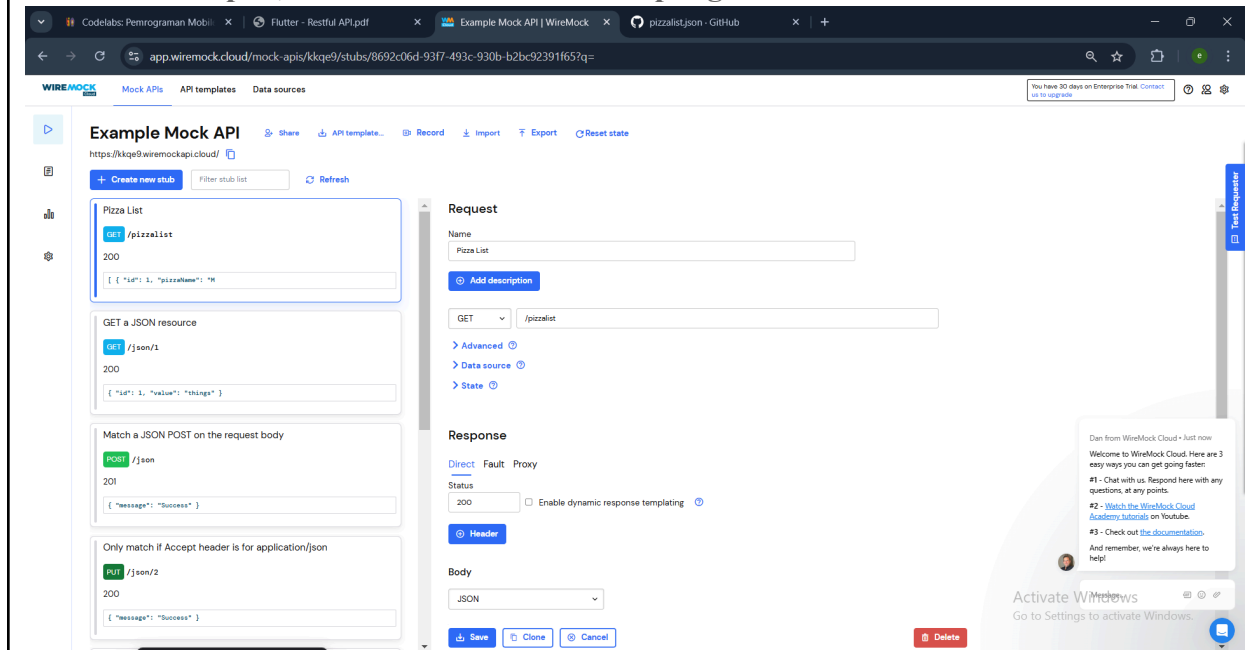 Codelabs: Pemrograman Mobil
Flutter - Restful API.pdf
Example Mock API | WireMock
pizzalist.json · GitHub
app.wiremock.cloud/mock-apis/kkqe9/stubs/8692c06d-93f7-493c-930b-b2bc92391f65?q=
e
WIREMOCK
Cloud
Mock APIs
API templates
Data sources
You have 30 days on Enterprise Trial. Contact
us to upgrade
Example Mock API
Share
API template...
Record
Import
Export
Reset state
https://kkqe9.wiremockapi.cloud/
Create new stub
Filter stub list
Refresh
Test Requester
Pizza List
GET /pizzalist
200
[ { "id": 1, "pizzaName": "M
GET a JSON resource
GET /json/1
200
{ "id": 1, "value": "things" }
Match a JSON POST on the request body
POST /json
201
{ "message": "Success" }
Only match if Accept header is for application/json
PUT /json/2
200
{ "message": "Success" }
Request
Name
Pizza List
Add description
GET
/pizzalist
Advanced
Data source
State
Response
Direct Fault Proxy
Status
200
Enable dynamic response templating
Header
Body
JSON
Save
Clone
Cancel
Delete
Dan from WireMock Cloud • Just now
Welcome to WireMock Cloud. Here are 3
easy ways you can get going faster:
#1 - Chat with us. Respond here with any
questions, at any points.
#2 - Watch the WireMock Cloud
Academy tutorials on Youtube.
#3 - Check out the documentation.
And remember, we're always here to
help!
Message...
Activate Windows
Go to Settings to activate Windows.